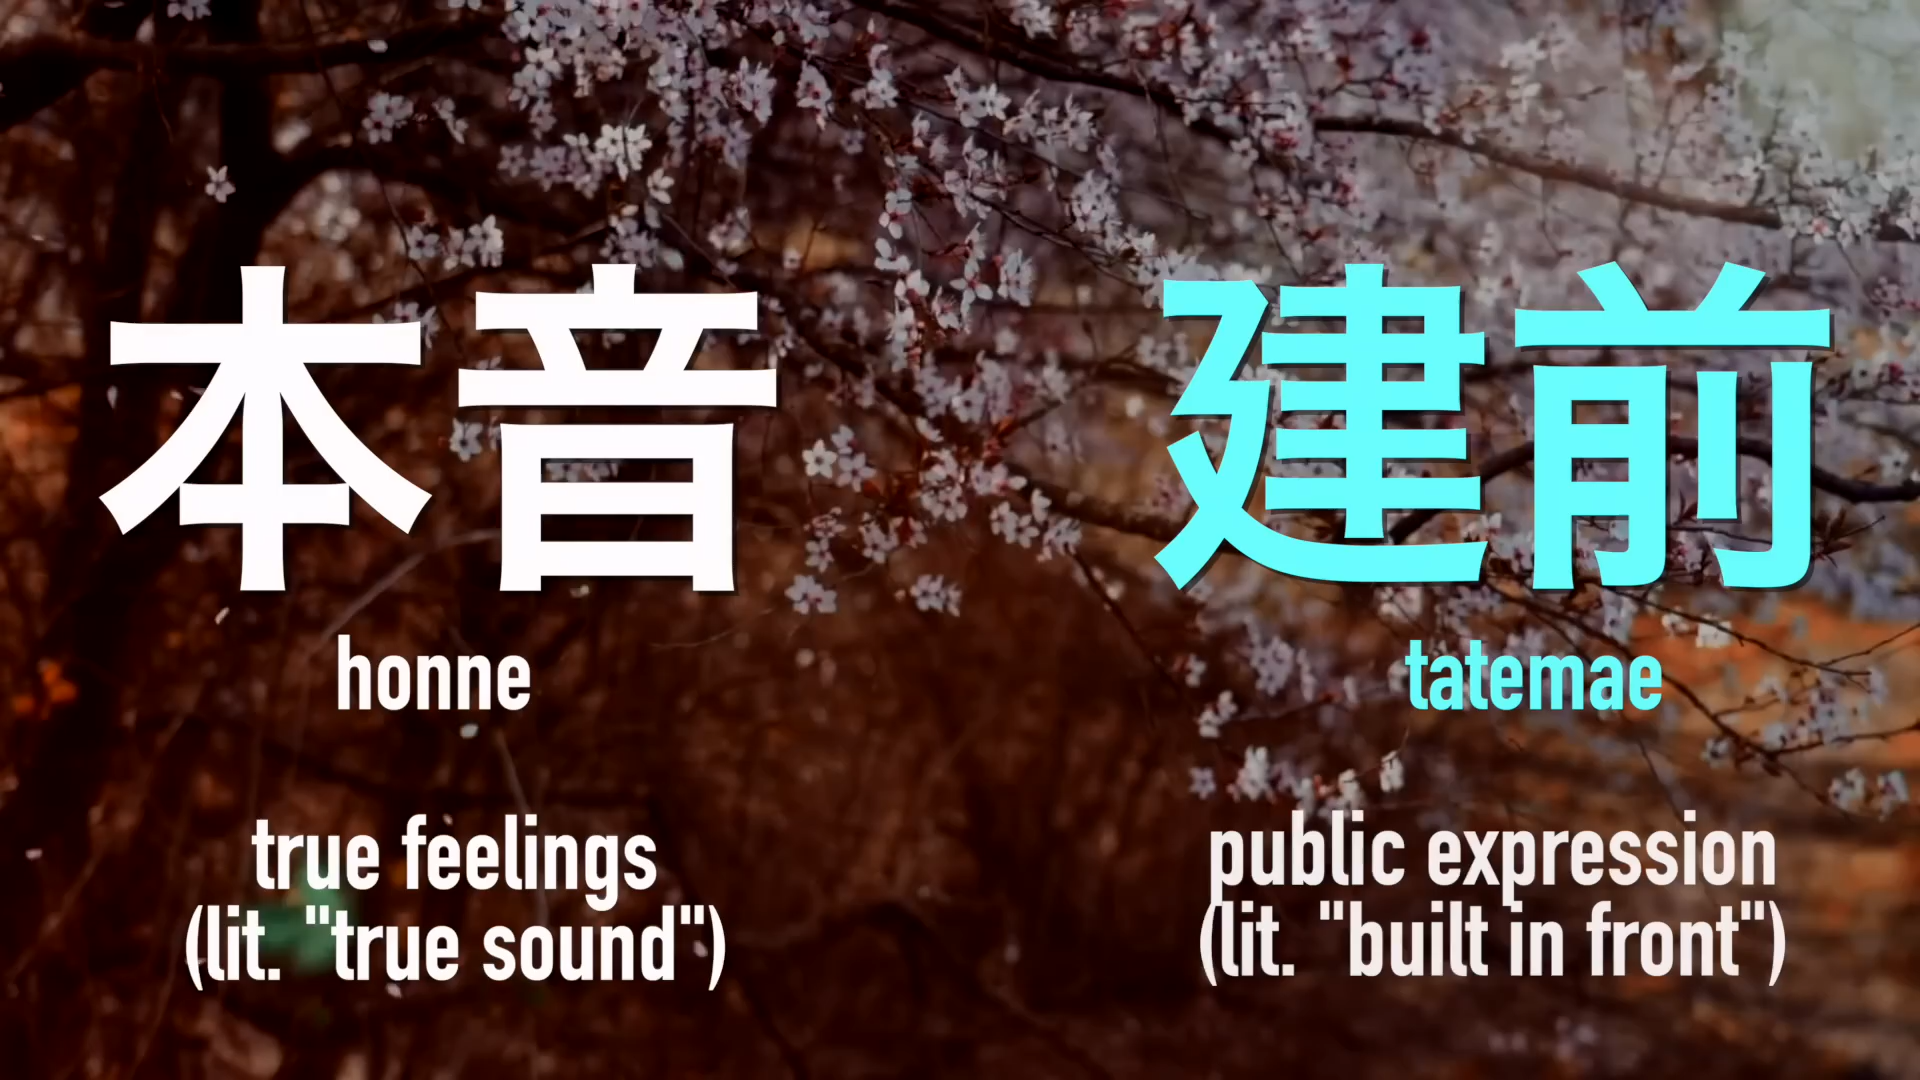 本音
honne
true feelings
(lit. "true sound")
建前
tatemae
public expression
(lit. "built in front")